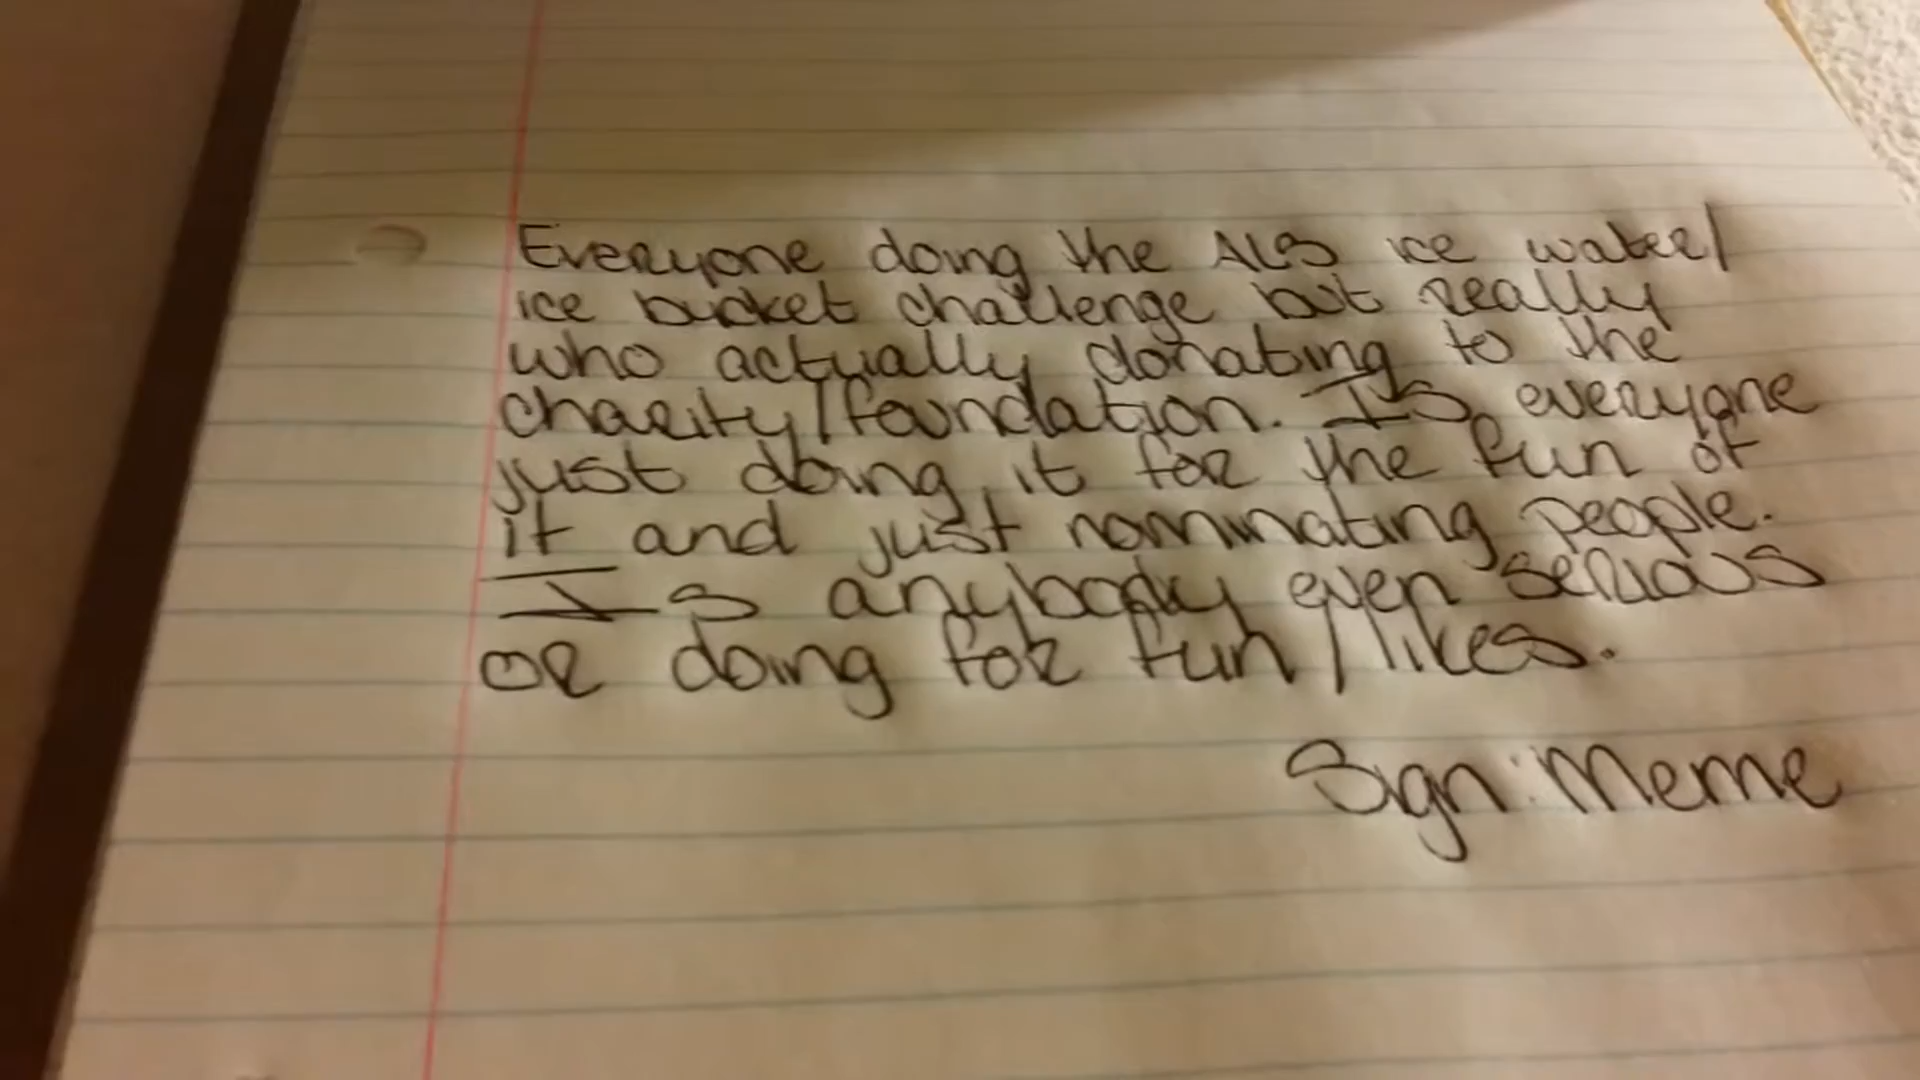 Everyone doing the ALS ice water/
ice bucket challenge but really
who actually donating to the
charity/foundation. Is everyone
just doing it for the fun of
it and just nominating people.
Is anybody even serious
or doing for fun/likes.
Sign: Meme